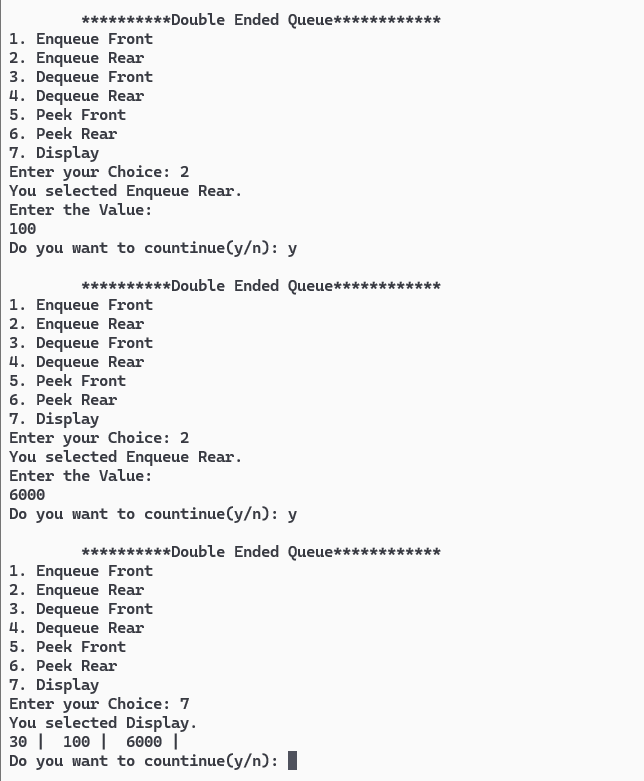 **********Double Ended Queue************
1. Enqueue Front
2. Enqueue Rear
3. Dequeue Front
4. Dequeue Rear
5. Peek Front
6. Peek Rear
7. Display
Enter your Choice: 2
You selected Enqueue Rear.
Enter the Value:
100
Do you want to countinue(y/n): y
**********Double Ended Queue************
1. Enqueue Front
2. Enqueue Rear
3. Dequeue Front
4. Dequeue Rear
5. Peek Front
6. Peek Rear
7. Display
Enter your Choice: 2
You selected Enqueue Rear.
Enter the Value:
6000
Do you want to countinue(y/n): y
**********Double Ended Queue************
1. Enqueue Front
2. Enqueue Rear
3. Dequeue Front
4. Dequeue Rear
5. Peek Front
6. Peek Rear
7. Display
Enter your Choice: 7
You selected Display.
30 |  100 |  6000 |
Do you want to countinue(y/n):